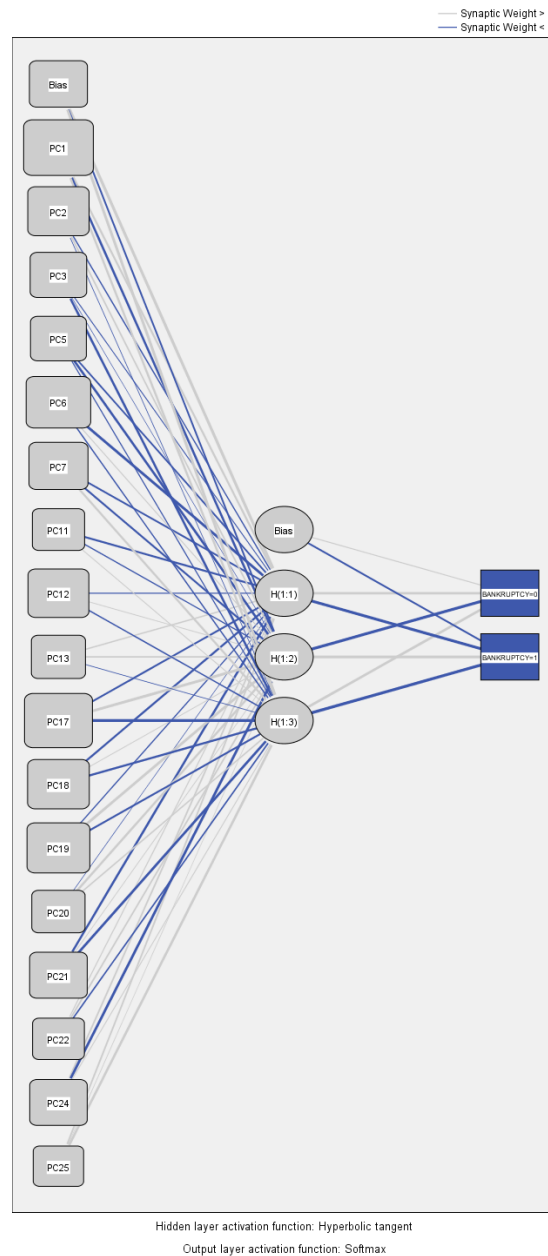 Synaptic Weight >
Synaptic Weight <
Bias
PC1
PC2
PC3
PC5
PC6
PC7
PC11
Bias
PC12
H(1:1)
BANKRUPTCY=0
PC13
H(1:2)
BANKRUPTCY=1
PC17
H(1:3)
PC18
PC19
PC20
PC21
PC22
PC24
PC25
Hidden layer activation function: Hyperbolic tangent
Output layer activation function: Softmax